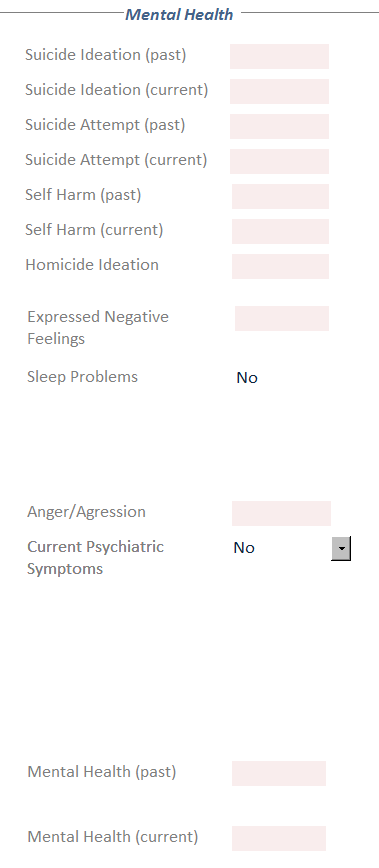 Mental Health
Suicide Ideation (past)
Suicide Ideation (current)
Suicide Attempt (past)
Suicide Attempt (current)
Self Harm (past)
Self Harm (current)
Homicide Ideation
Expressed Negative
Feelings
Sleep Problems No
Anger/Agression
Current Psychiatric No
Symptoms
Mental Health (past)
Mental Health (current)